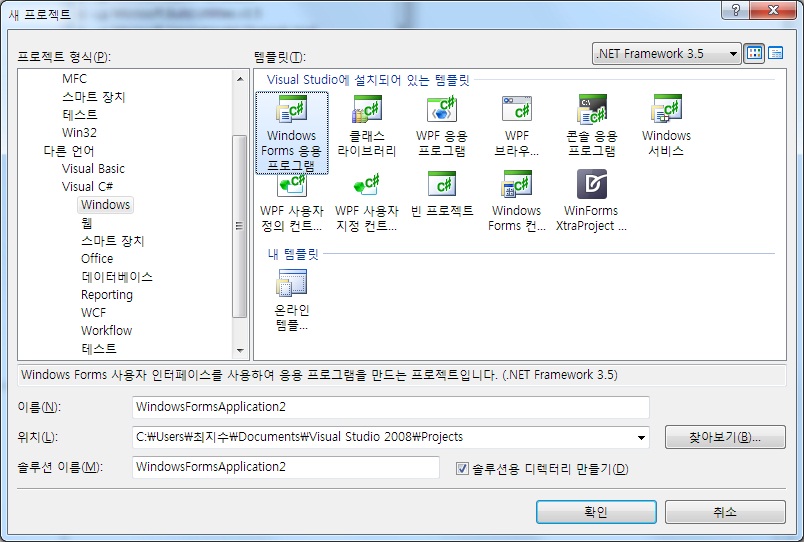 새 프로젝트
프로젝트 형식(P):
템플릿(T):
.NET Framework 3.5
MFC
스마트 장치
테스트
Win32
다른 언어
Visual Basic
Visual C#
Windows
웹
스마트 장치
Office
데이터베이스
Reporting
WCF
Workflow
테스트
Visual Studio에 설치되어 있는 템플릿
Windows
Forms 응용
프로그램
클래스
라이브러리
WPF 응용
프로그램
WPF
브라우...
콘솔 응용
프로그램
Windows
서비스
WPF 사용자
정의 컨트...
WPF 사용자
지정 컨트...
빈 프로젝트
Windows
Forms 컨...
WinForms
XtraProject ...
내 템플릿
온라인
템플...
Windows Forms 사용자 인터페이스를 사용하여 응용 프로그램을 만드는 프로젝트입니다. (.NET Framework 3.5)
이름(N):
WindowsFormsApplication2
위치(L):
C:₩Users₩최지수₩Documents₩Visual Studio 2008₩Projects
찾아보기(B)...
솔루션 이름(M):
WindowsFormsApplication2
솔루션용 디렉터리 만들기(D)
확인
취소